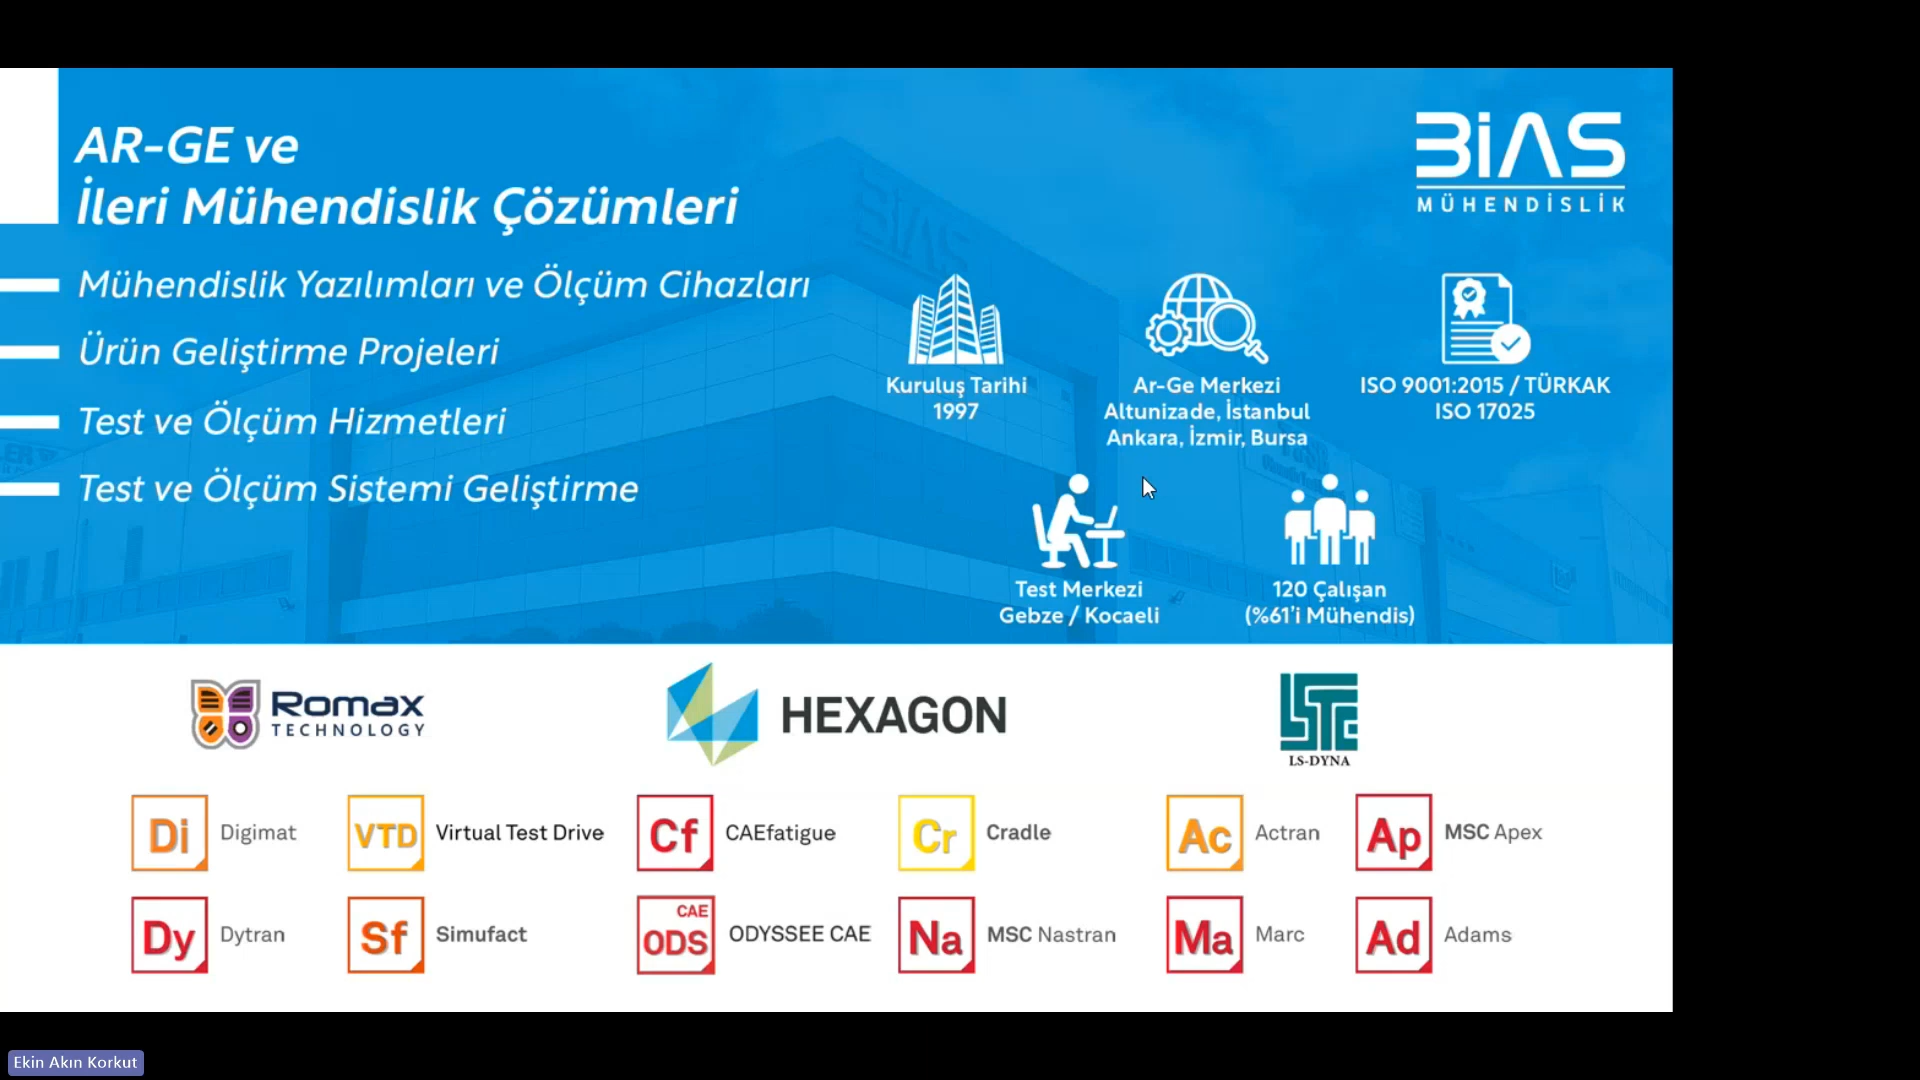 AR-GE ve
İleri Mühendislik Çözümleri
Mühendislik Yazılımları ve Ölçüm Cihazları
Ürün Geliştirme Projeleri
Test ve Ölçüm Hizmetleri
Test ve Ölçüm Sistemi Geliştirme
BiAS
MÜHENDİSLİK
Kuruluş Tarihi
1997
Ar-Ge Merkezi
Altunizade, İstanbul
Ankara, İzmir, Bursa
ISO 9001:2015 / TÜRKAK
ISO 17025
Test Merkezi
Gebze / Kocaeli
120 Çalışan
(%61'i Mühendis)
Romax
TECHNOLOGY
HEXAGON
LSTC
LS-DYNA
Di Digimat
VTD Virtual Test Drive
Cf CAEfatigue
Cr Cradle
Ac Actran
Ap MSC Apex
Dy Dytran
Sf Simufact
CAE
ODS ODYSSEE CAE
Na MSC Nastran
Ma Marc
Ad Adams
Ekin Akın Korkut